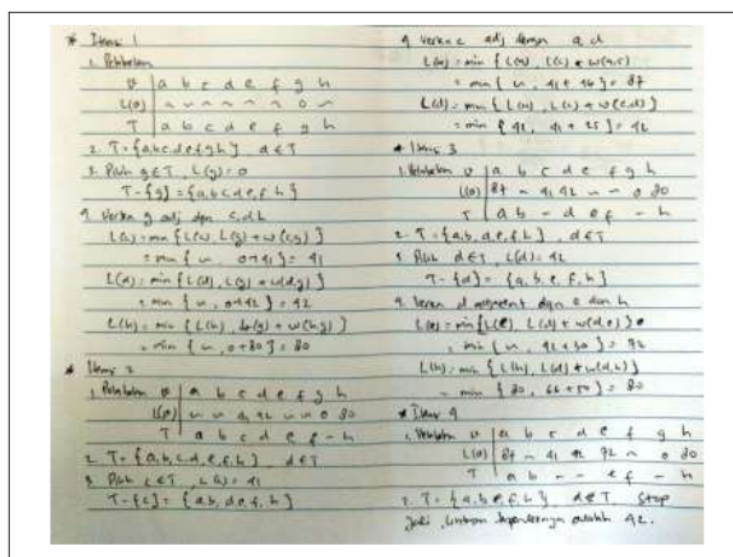 * Iterasi 1
1. Pelabelan
v | a b c d e f g h
L(v) | ~ ~ ~ ~ ~ ~ 0 ~
T | a b c d e f g h
2. T = {a,b,c,d,e,f,g,h} d ∈ T
3. Pilih g ∈ T, L(g) = 0
T - {g} = {a,b,c,d,e,f,h}
4. Verteks g adj dgn c, d, h
L(c) = min {L(c), L(g) + w(c,g)}
= min {~, 0+41} = 41
L(d) = min {L(d), L(g) + w(d,g)}
= min {~, 0+42} = 42
L(h) = min {L(h), L(g) + w(h,g)}
= min {~, 0+80} = 80
* Iterasi 2
1. Pelabelan v | a b c d e f g h
L(v) | ~ ~ 41 42 ~ ~ 0 80
T | a b c d e f - h
2. T = {a,b,c,d,e,f,h} d ∈ T
3. Pilih c ∈ T, L(c) = 41
T - {c} = {a,b,d,e,f,h}
4. Verteks c adj dengan a, d
L(a) = min {L(a), L(c) + w(a,c)}
= min {~, 41 + 46} = 87
L(d) = min {L(d), L(c) + w(c,d)}
= min {42, 41 + 25} = 42
* Iterasi 3
1. Pelabelan v | a b c d e f g h
L(v) | 87 ~ 41 42 ~ ~ 0 80
T | a b - d e f - h
2. T = {a,b,d,e,f,h}, d ∈ T
3. Pilih d ∈ T, L(d) = 42
T - {d} = {a,b,e,f,h}
4. d adjacent dgn e dan h
L(e) = min {L(e), L(d) + w(d,e)}
= min {~, 42+50} = 92
L(h) = min {L(h), L(d) + w(d,h)}
= min {80, 66+50} = 80
* Iterasi 4
1. Pelabelan v | a b c d e f g h
L(v) | 87 ~ 41 42 92 ~ 0 80
T | a b - - e f - h
2. T = {a,b,e,f,h}, d ∉ T Stop
Jadi, lintasan terpendeknya adalah 42.